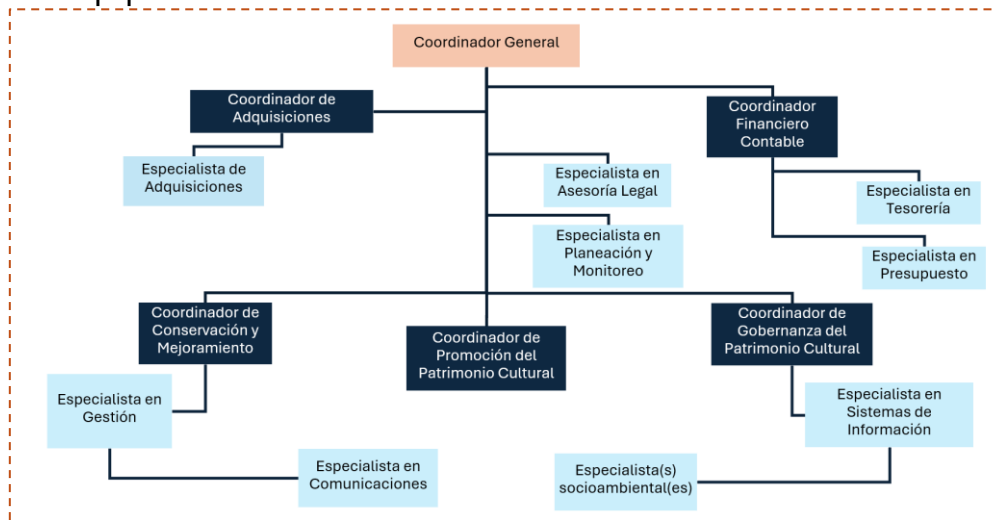 Coordinador General
Coordinador de
Adquisiciones
Coordinador
Financiero
Contable
Especialista de
Adquisiciones
Especialista en
Asesoría Legal
Especialista en
Tesorería
Especialista en
Planeación y
Monitoreo
Especialista en
Presupuesto
Coordinador de
Conservación y
Mejoramiento
Coordinador de
Promoción del
Patrimonio Cultural
Coordinador de
Gobernanza del
Patrimonio Cultural
Especialista en
Gestión
Especialista en
Sistemas de
Información
Especialista en
Comunicaciones
Especialista(s)
socioambiental(es)